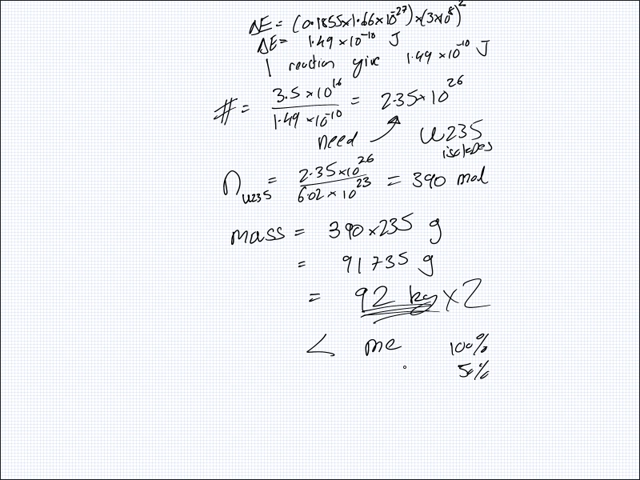 ΔE = (0.1855×1.66×10⁻²⁷)×(3×10⁸)²
ΔE = 1.49×10⁻¹⁰ J
1 reaction give 1.49×10⁻¹⁰ J
# = 3.5×10¹⁶ / 1.49×10⁻¹⁰ = 2.35×10²⁶
need U235
isotopes
n U235 = 2.35×10²⁶ / 6.02×10²³ = 390 mol
mass = 390×235 g
= 91735 g
= 92 kg ×2
< me 100%
50%